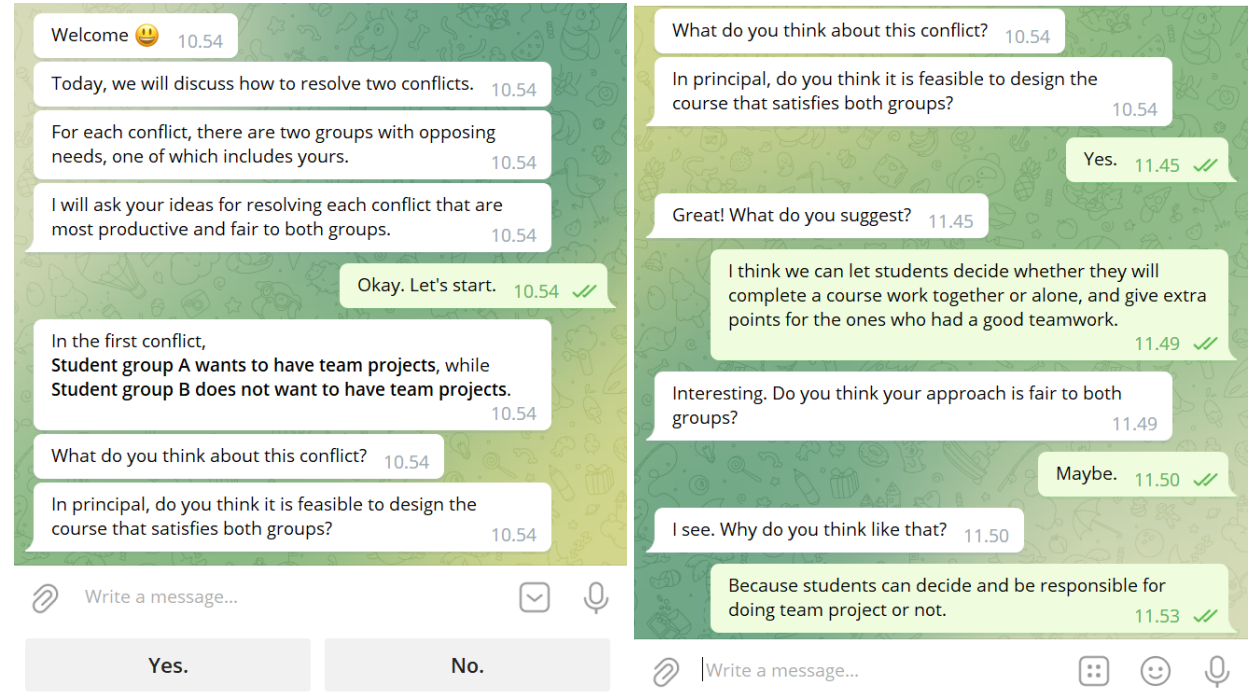 Welcome 😃 10.54
Today, we will discuss how to resolve two conflicts. 10.54
For each conflict, there are two groups with opposing
needs, one of which includes yours. 10.54
I will ask your ideas for resolving each conflict that are
most productive and fair to both groups. 10.54
Okay. Let's start. 10.54
In the first conflict,
Student group A wants to have team projects, while
Student group B does not want to have team projects.
10.54
What do you think about this conflict? 10.54
In principal, do you think it is feasible to design the
course that satisfies both groups? 10.54
Write a message...
Yes. No.
What do you think about this conflict? 10.54
In principal, do you think it is feasible to design the
course that satisfies both groups? 10.54
Yes. 11.45
Great! What do you suggest? 11.45
I think we can let students decide whether they will
complete a course work together or alone, and give extra
points for the ones who had a good teamwork.
11.49
Interesting. Do you think your approach is fair to both
groups? 11.49
Maybe. 11.50
I see. Why do you think like that? 11.50
Because students can decide and be responsible for
doing team project or not. 11.53
Write a message...